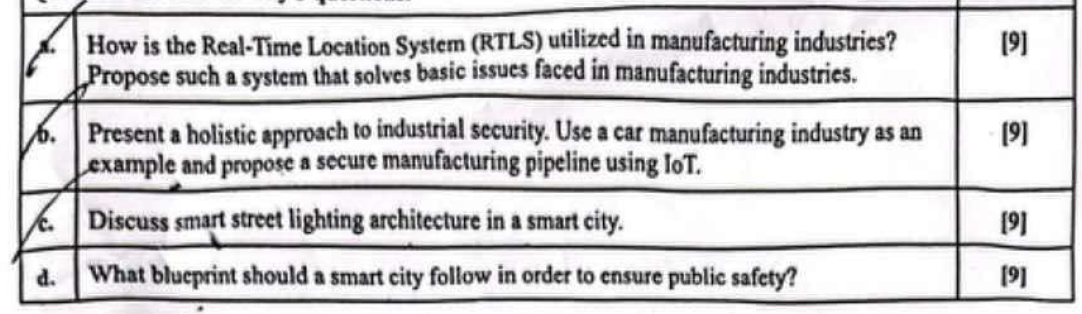 a. How is the Real-Time Location System (RTLS) utilized in manufacturing industries? [9]
Propose such a system that solves basic issues faced in manufacturing industries.
b. Present a holistic approach to industrial security. Use a car manufacturing industry as an [9]
example and propose a secure manufacturing pipeline using IoT.
c. Discuss smart street lighting architecture in a smart city. [9]
d. What blueprint should a smart city follow in order to ensure public safety? [9]